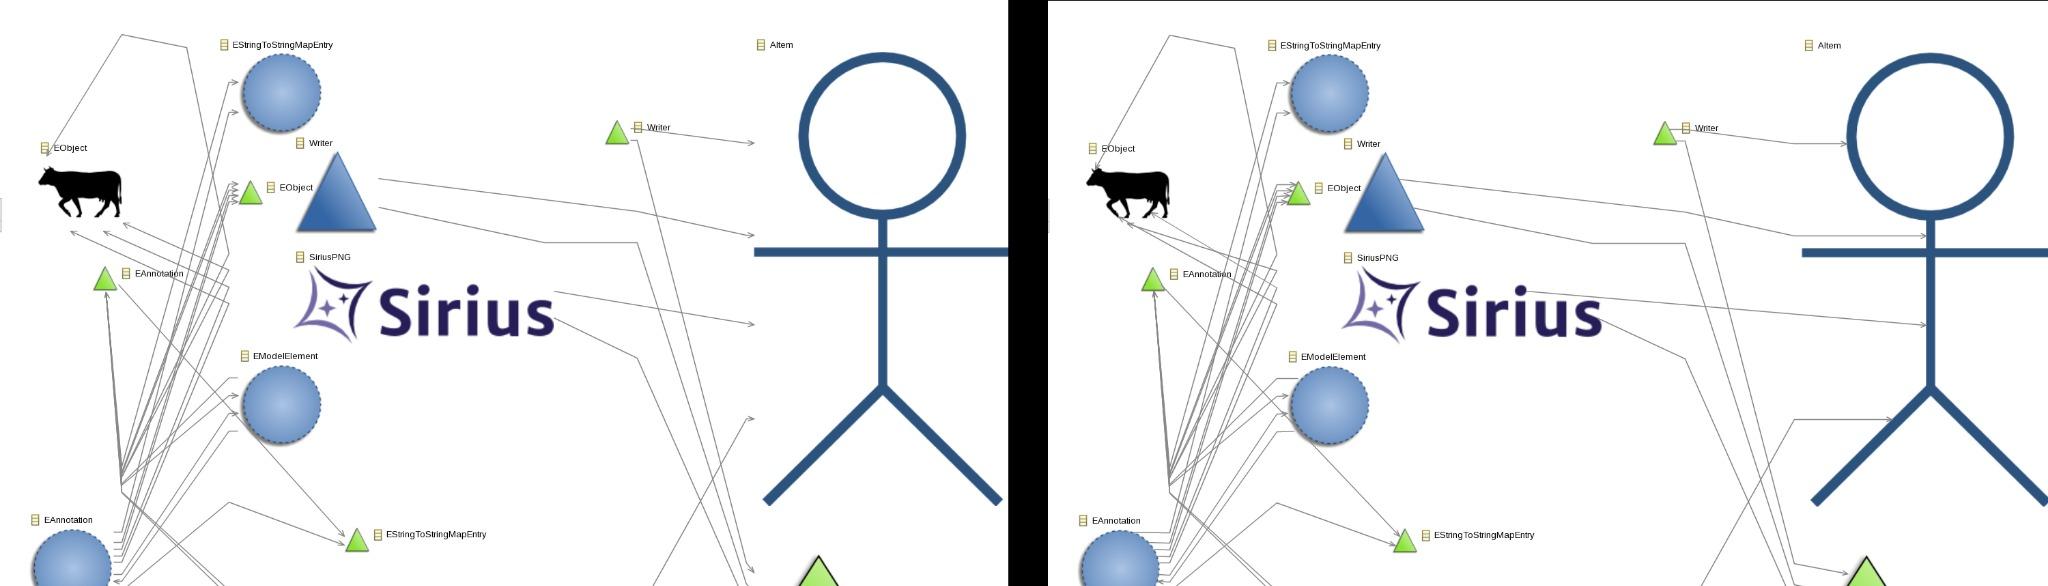 EStringToStringMapEntry
AItem
Writer
Writer
EObject
EObject
SiriusPNG
EAnnotation
Sirius
EModelElement
EAnnotation
EStringToStringMapEntry
EStringToStringMapEntry
AItem
Writer
Writer
EObject
EObject
SiriusPNG
EAnnotation
Sirius
EModelElement
EAnnotation
EStringToStringMapEntry